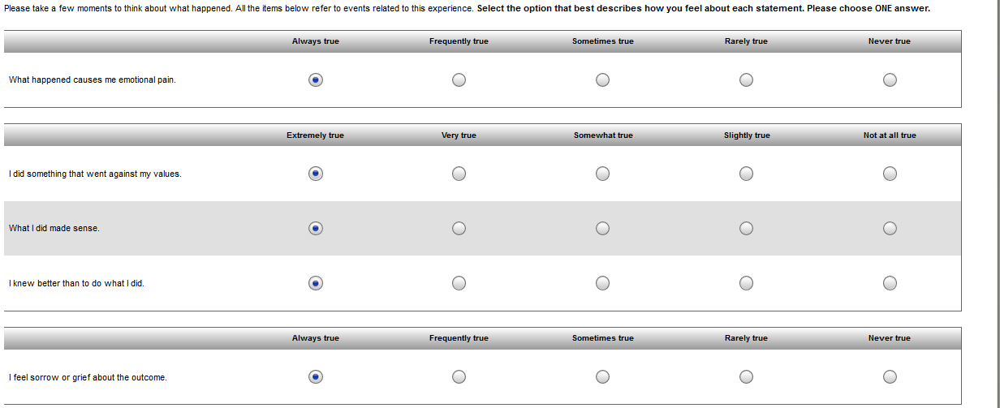 Please take a few moments to think about what happened. All the items below refer to events related to this experience. Select the option that best describes how you feel about each statement. Please choose ONE answer.
Always true Frequently true Sometimes true Rarely true Never true
What happened causes me emotional pain.
Extremely true Very true Somewhat true Slightly true Not at all true
I did something that went against my values.
What I did made sense.
I knew better than to do what I did.
Always true Frequently true Sometimes true Rarely true Never true
I feel sorrow or grief about the outcome.